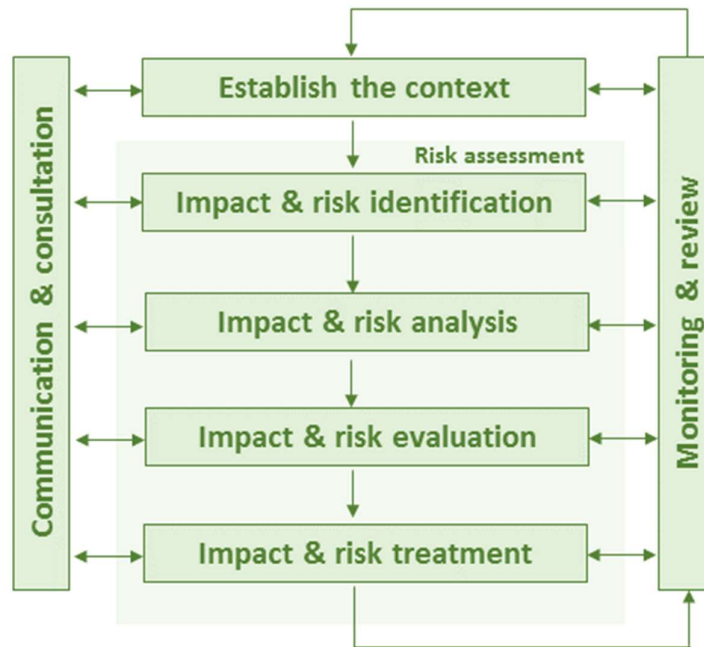 Establish the context
Risk assessment
Impact & risk identification
Impact & risk analysis
Impact & risk evaluation
Impact & risk treatment
Communication & consultation
Monitoring & review